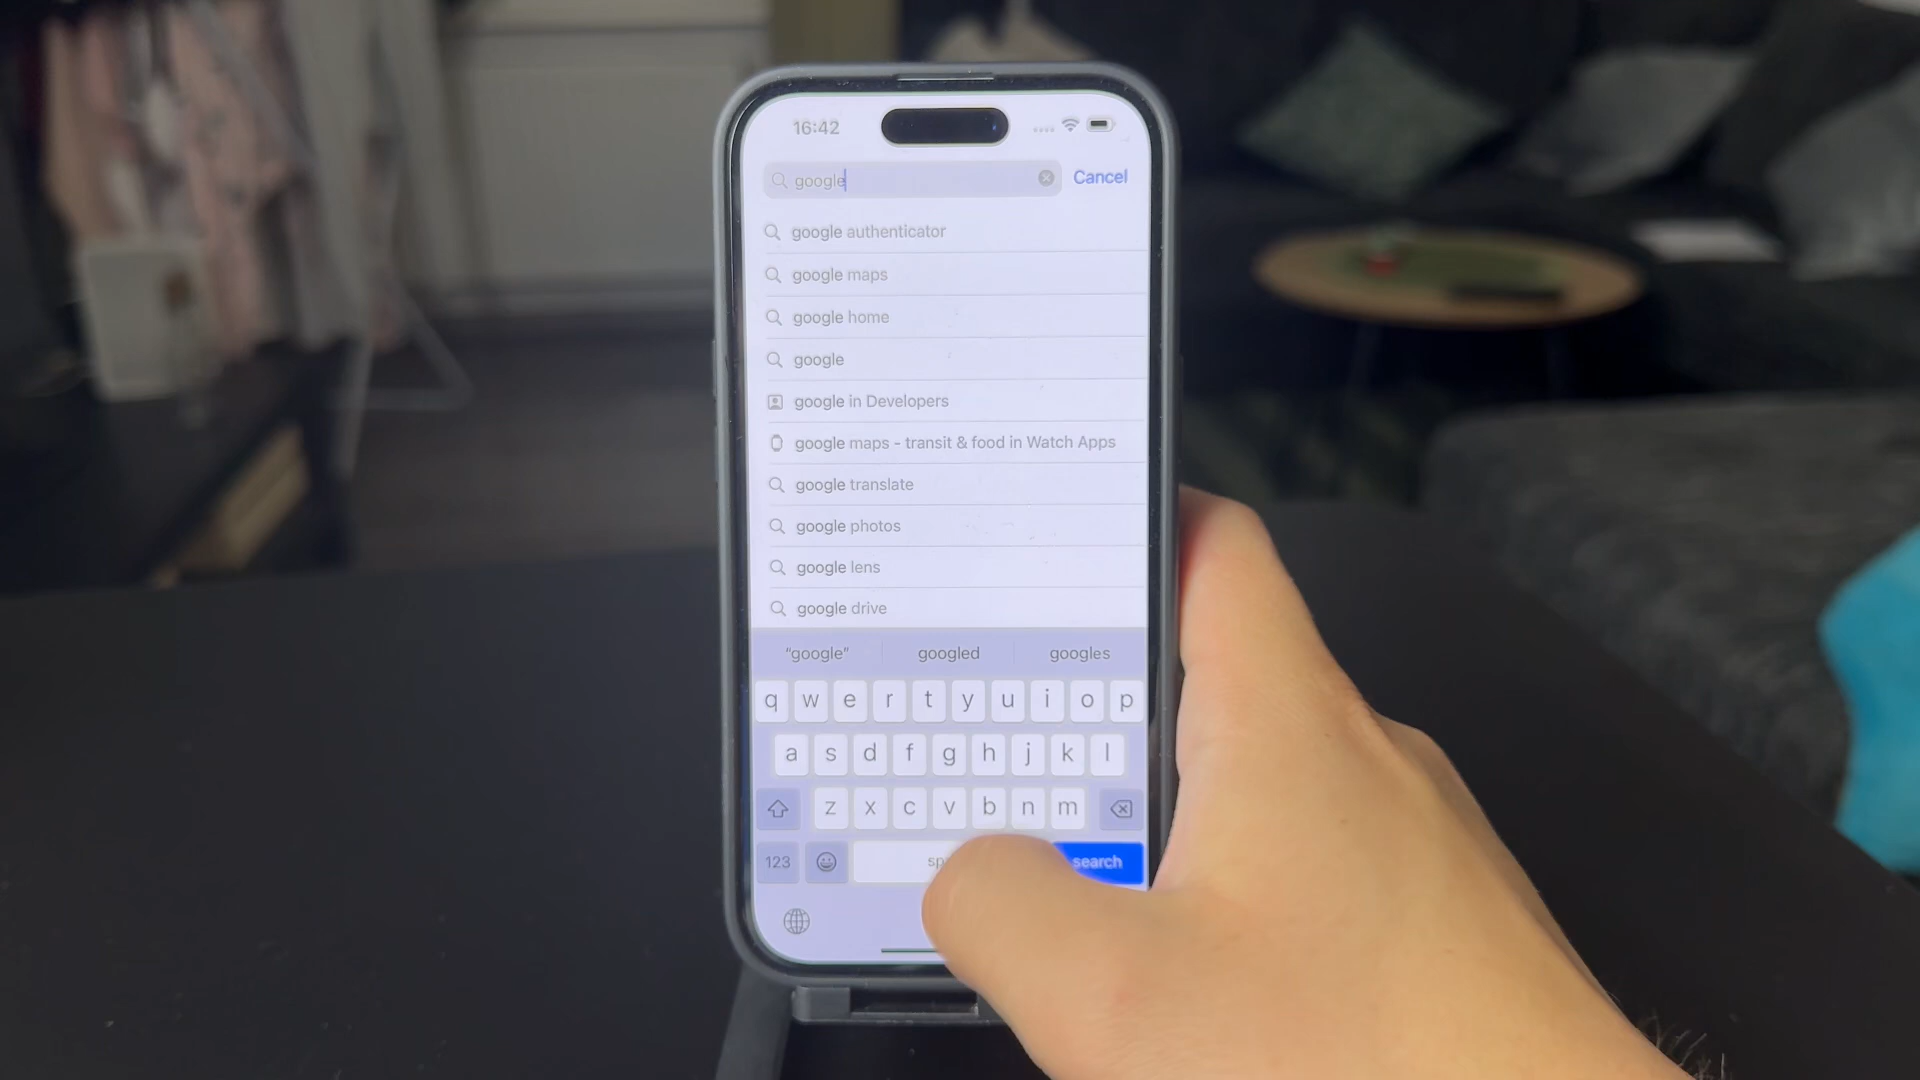 16:42
google
Cancel
google authenticator
google maps
google home
google
google in Developers
google maps - transit & food in Watch Apps
google translate
google photos
google lens
google drive
"google" googled googles
q w e r t y u i o p
a s d f g h j k l
z x c v b n m
123 sp search